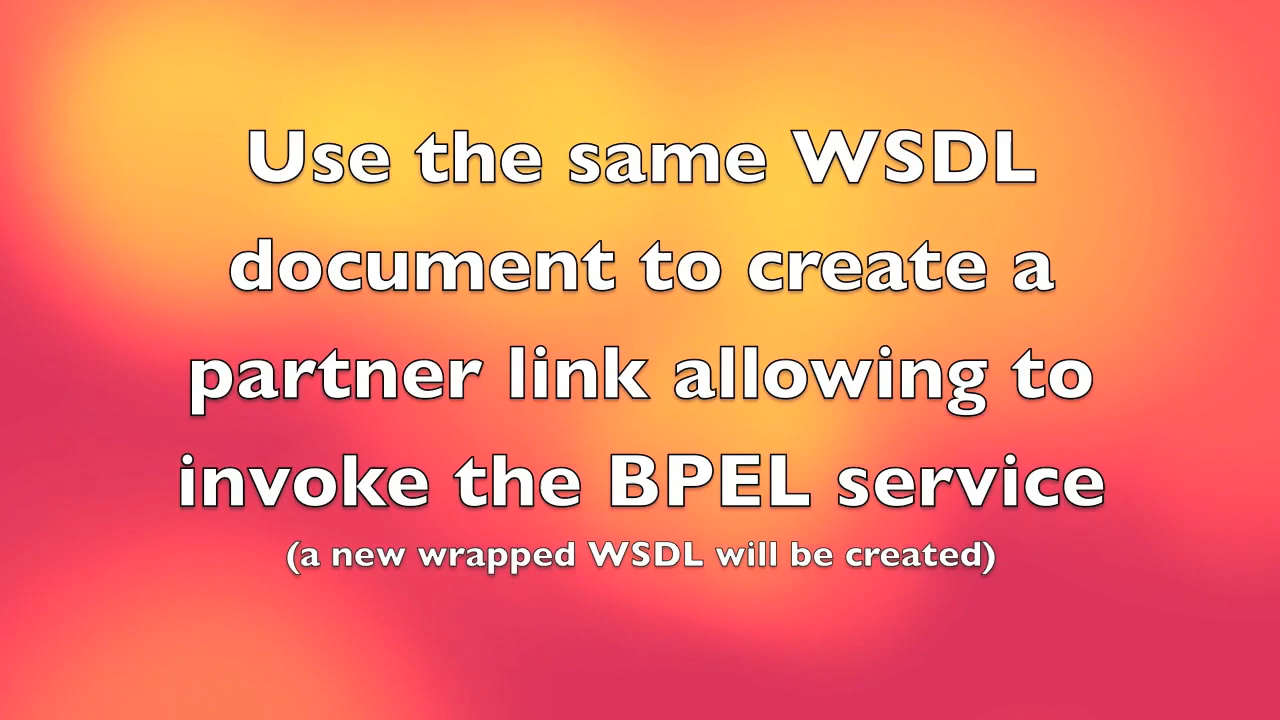 Use the same WSDL
document to create a
partner link allowing to
invoke the BPEL service
(a new wrapped WSDL will be created)